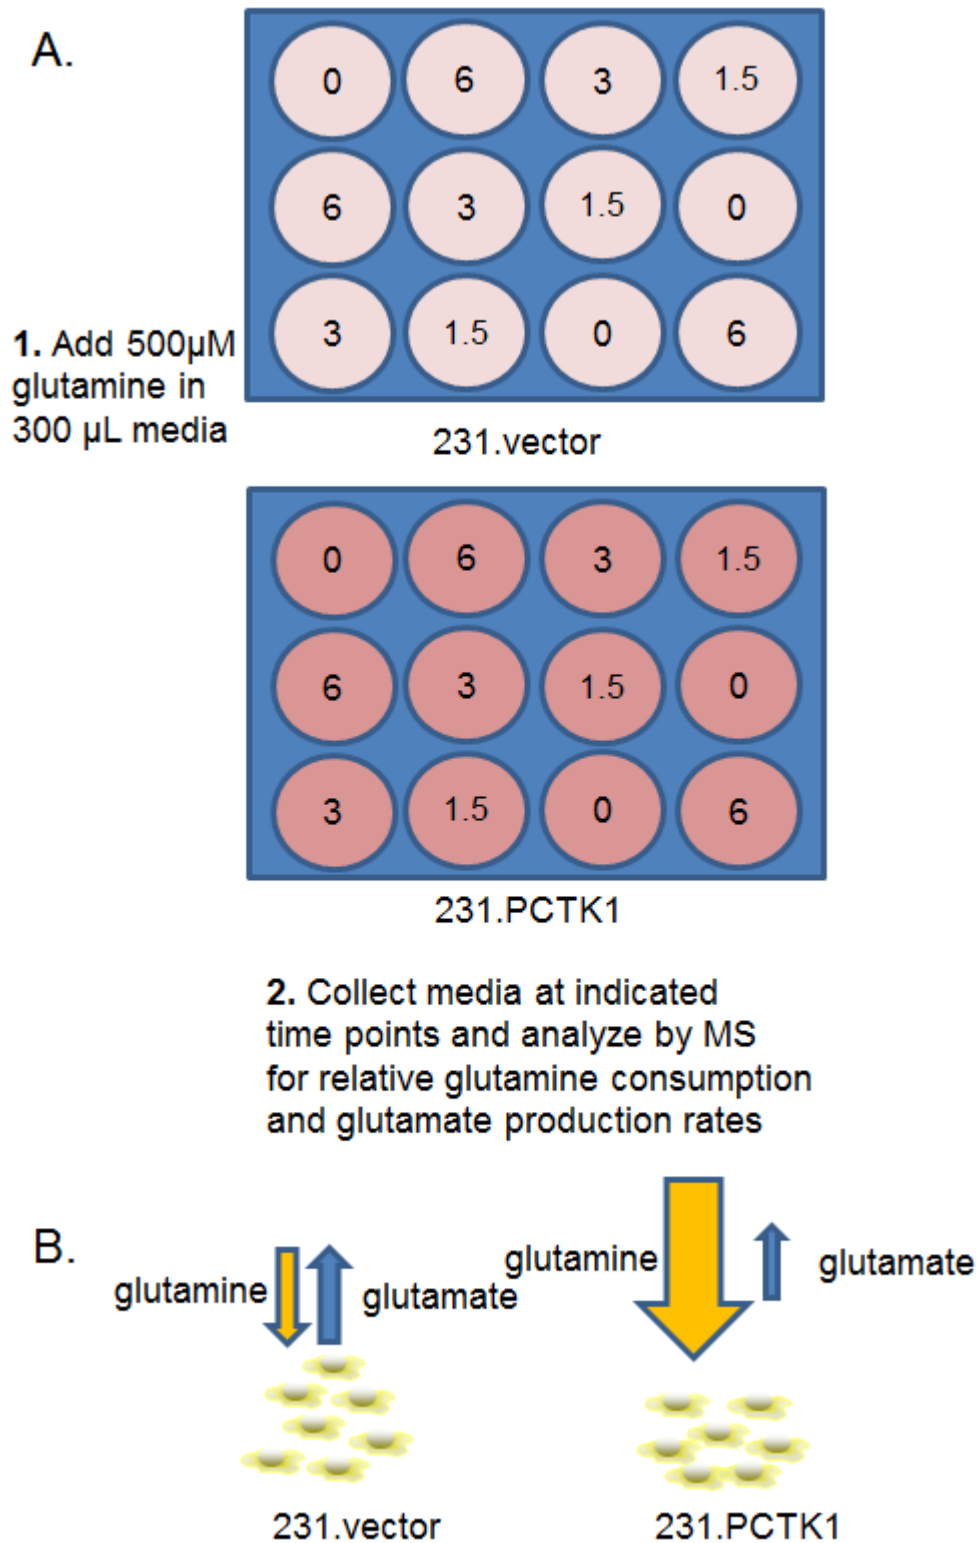 A.
0 6 3 1.5
6 3 1.5 0
3 1.5 0 6
1. Add 500µM
glutamine in
300 µL media
231.vector
0 6 3 1.5
6 3 1.5 0
3 1.5 0 6
231.PCTK1
2. Collect media at indicated
time points and analyze by MS
for relative glutamine consumption
and glutamate production rates
B.
glutamine glutamate
glutamine glutamate
231.vector 231.PCTK1